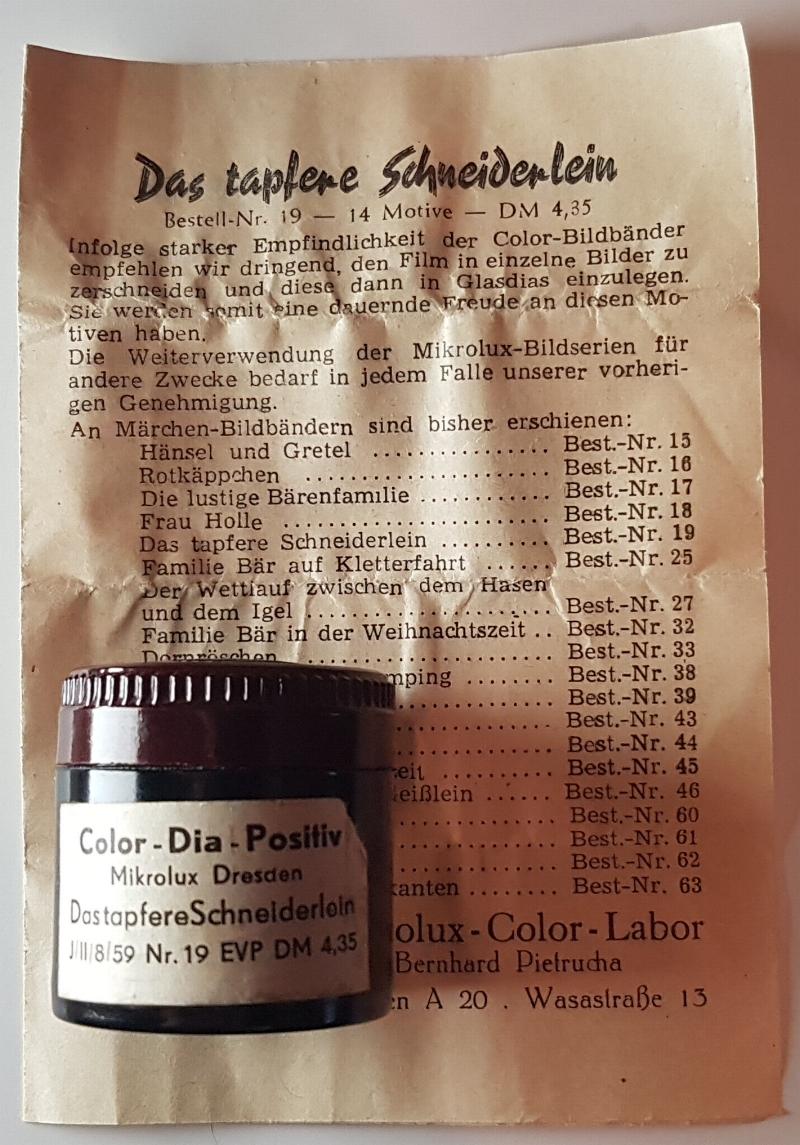 Das tapfere Schneiderlein
Bestell-Nr. 19 — 14 Motive — DM 4,35
Infolge starker Empfindlichkeit der Color-Bildbänder
empfehlen wir dringend, den Film in einzelne Bilder zu
zerschneiden und diese dann in Glasdias einzulegen.
Sie werden somit eine dauernde Freude an diesen Mo-
tiven haben.
Die Weiterverwendung der Mikrolux-Bildserien für
andere Zwecke bedarf in jedem Falle unserer vorheri-
gen Genehmigung.
An Märchen-Bildbändern sind bisher erschienen:
Hänsel und Gretel ................ Best.-Nr. 15
Rotkäppchen ...................... Best.-Nr. 16
Die lustige Bärenfamilie ........... Best.-Nr. 17
Frau Holle ........................ Best.-Nr. 18
Das tapfere Schneiderlein .......... Best.-Nr. 19
Familie Bär auf Kletterfahrt ...... Best.-Nr. 25
Der Wettlauf zwischen dem Hasen
und dem Igel ..................... Best.-Nr. 27
Familie Bär in der Weihnachtszeit .. Best.-Nr. 32
Dornröschen ...................... Best.-Nr. 33
mping ........ Best.-Nr. 38
Best.-Nr. 39
Best.-Nr. 43
Best.-Nr. 44
eit .......... Best.-Nr. 45
eißlein ...... Best.-Nr. 46
Best.-Nr. 60
Best.-Nr. 61
Best.-Nr. 62
kanten ........ Best-Nr. 63
olux-Color-Labor
Bernhard Pietrucha
n A 20 . Wasastraße 13
Color-Dia-Positiv
Mikrolux Dresden
Das tapfere Schneiderlein
J/II/8/59 Nr. 19 EVP DM 4,35